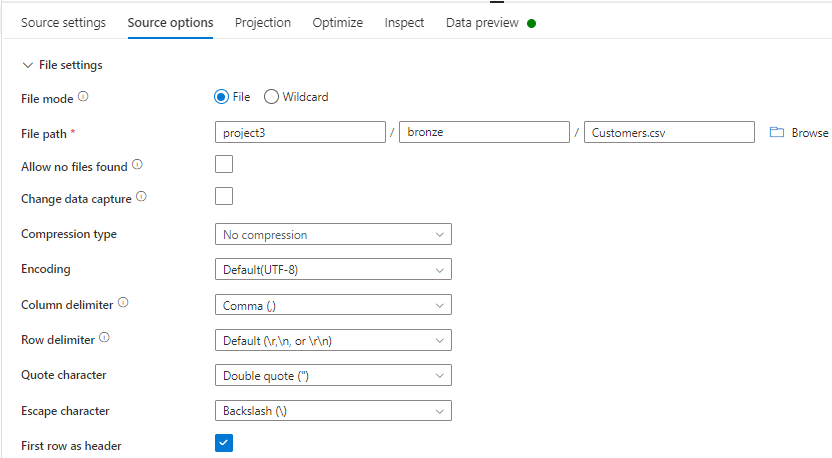 Source settings Source options Projection Optimize Inspect Data preview
File settings
File mode File Wildcard
File path * project3 / bronze / Customers.csv Browse
Allow no files found
Change data capture
Compression type No compression
Encoding Default(UTF-8)
Column delimiter Comma (,)
Row delimiter Default (\r,\n, or \r\n)
Quote character Double quote (")
Escape character Backslash (\)
First row as header